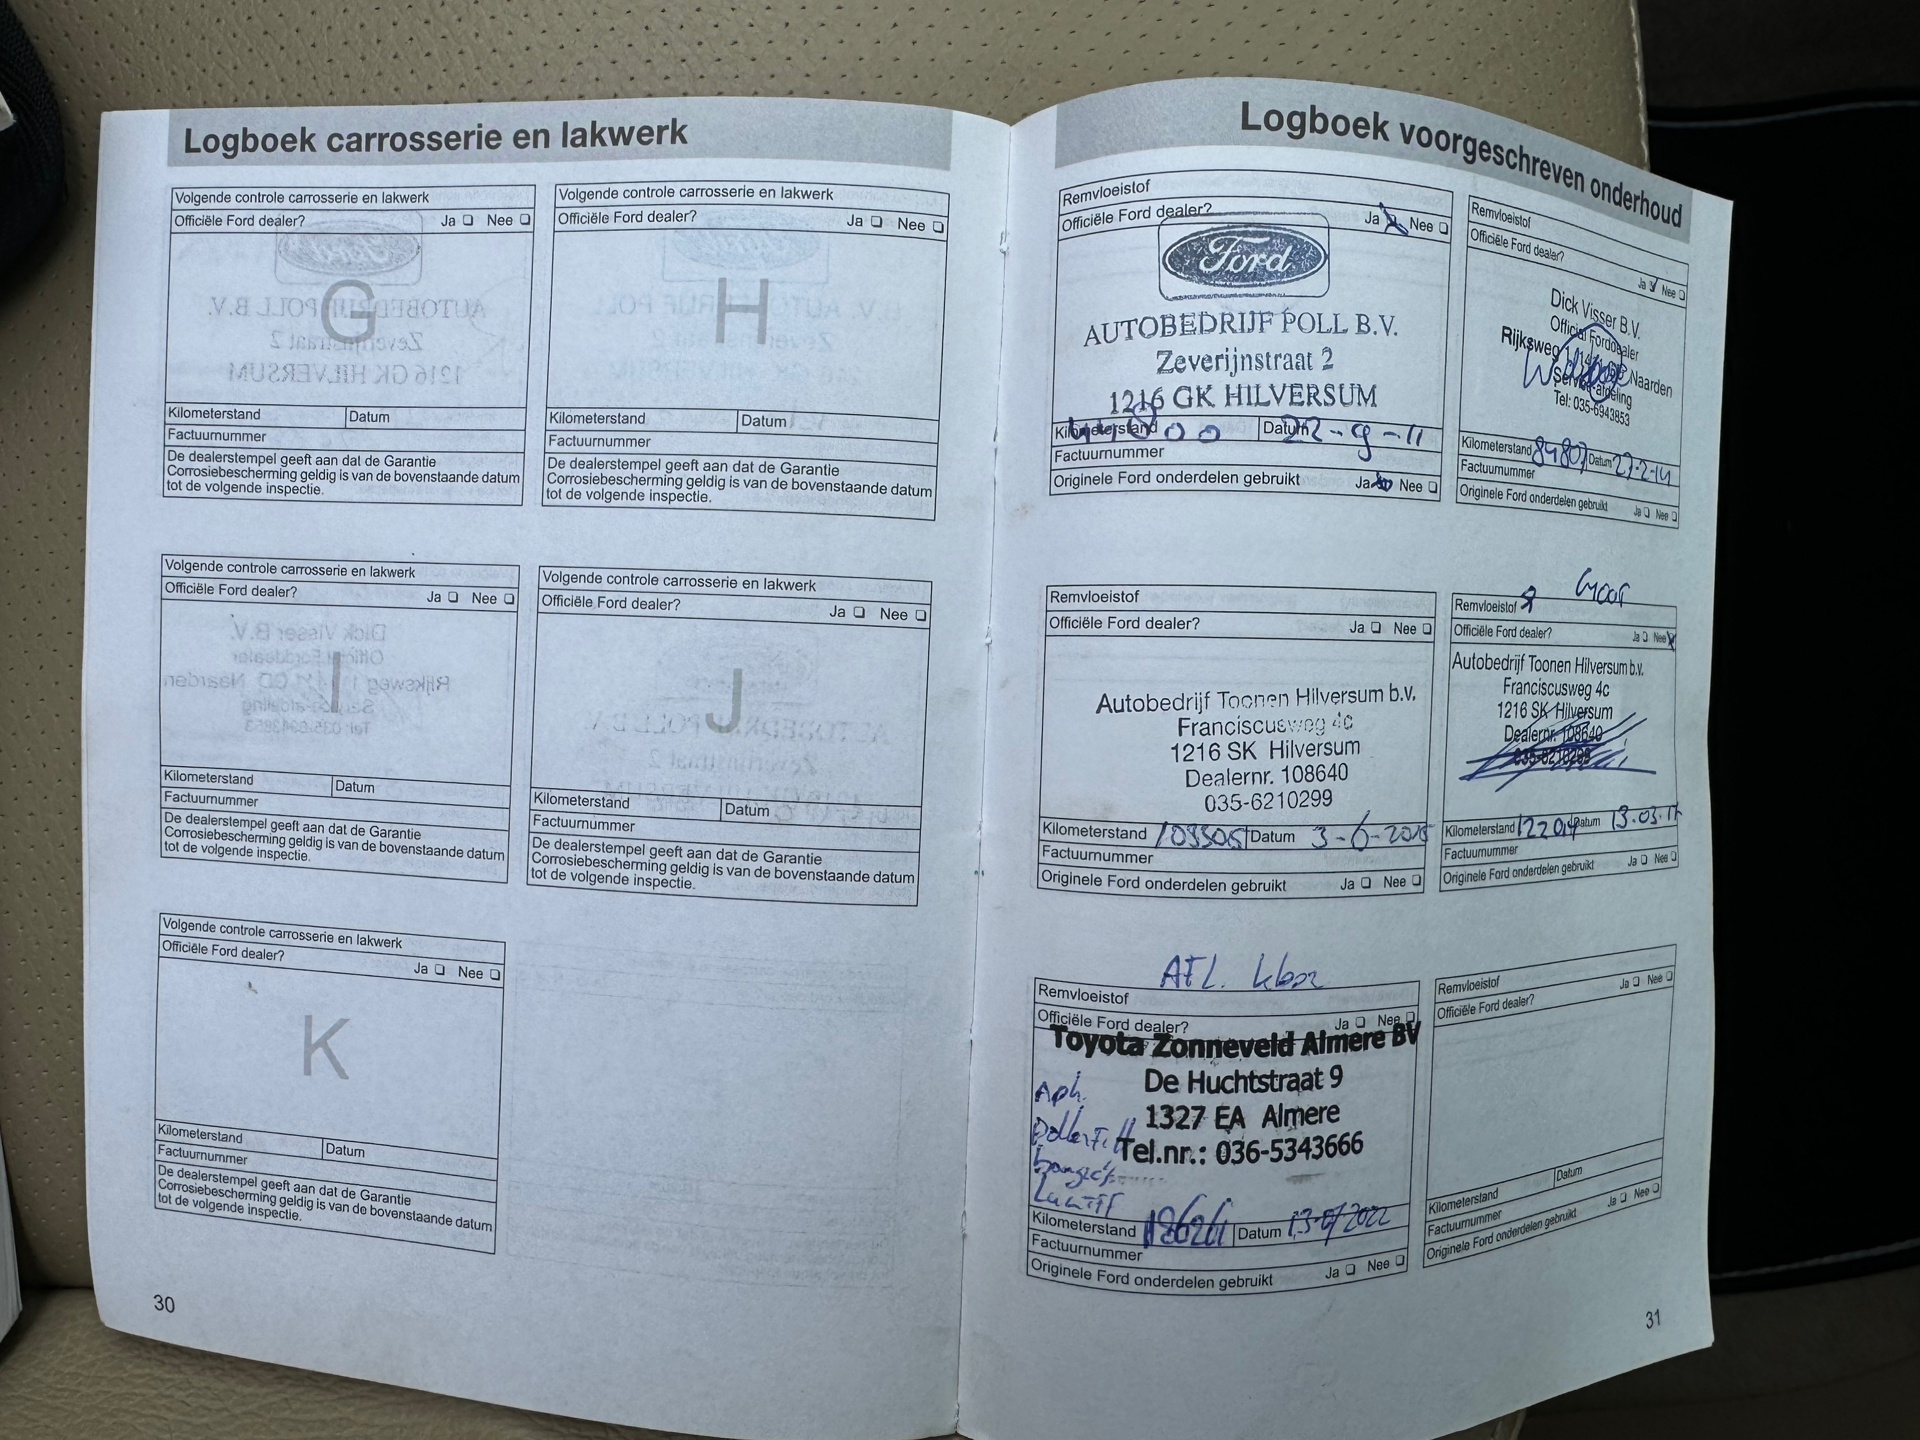 Logboek carrosserie en lakwerk
Volgende controle carrosserie en lakwerk
Officiële Ford dealer? Ja Nee
G
Kilometerstand Datum
Factuurnummer
De dealerstempel geeft aan dat de Garantie
Corrosiebescherming geldig is van de bovenstaande datum
tot de volgende inspectie.
Volgende controle carrosserie en lakwerk
Officiële Ford dealer? Ja Nee
H
Kilometerstand Datum
Factuurnummer
De dealerstempel geeft aan dat de Garantie
Corrosiebescherming geldig is van de bovenstaande datum
tot de volgende inspectie.
Volgende controle carrosserie en lakwerk
Officiële Ford dealer? Ja Nee
I
Kilometerstand Datum
Factuurnummer
De dealerstempel geeft aan dat de Garantie
Corrosiebescherming geldig is van de bovenstaande datum
tot de volgende inspectie.
Volgende controle carrosserie en lakwerk
Officiële Ford dealer? Ja Nee
J
Kilometerstand Datum
Factuurnummer
De dealerstempel geeft aan dat de Garantie
Corrosiebescherming geldig is van de bovenstaande datum
tot de volgende inspectie.
Volgende controle carrosserie en lakwerk
Officiële Ford dealer? Ja Nee
K
Kilometerstand Datum
Factuurnummer
De dealerstempel geeft aan dat de Garantie
Corrosiebescherming geldig is van de bovenstaande datum
tot de volgende inspectie.
30
Logboek voorgeschreven onderhoud
Remvloeistof
Officiële Ford dealer? Ja Nee
Ford
AUTOBEDRIJF POLL B.V.
Zeverijnstraat 2
1216 GK HILVERSUM
Kilometerstand Datum 22-9-11
Factuurnummer
Originele Ford onderdelen gebruikt Ja Nee
Remvloeistof
Officiële Ford dealer? Ja Nee
Dick Visser B.V.
Official Forddealer
Rijksweg Naarden
Service-afdeling
Tel: 035-6943853
Kilometerstand 84807 Datum 27-2-14
Factuurnummer
Originele Ford onderdelen gebruikt Ja Nee
Remvloeistof
Officiële Ford dealer? Ja Nee
Autobedrijf Toonen Hilversum b.v.
Franciscusweg 4c
1216 SK Hilversum
Dealernr. 108640
035-6210299
Kilometerstand Datum 3-6-2015
Factuurnummer
Originele Ford onderdelen gebruikt Ja Nee
Remvloeistof
Officiële Ford dealer? Ja Nee
Autobedrijf Toonen Hilversum b.v.
Franciscusweg 4c
1216 SK Hilversum
Dealernr. 108640
035-6210299
Kilometerstand Datum 13.03.17
Factuurnummer Ja Nee
Originele Ford onderdelen gebruikt
Remvloeistof
Officiële Ford dealer? Ja Nee
Toyota Zonneveld Almere BV
De Huchtstraat 9
1327 EA Almere
Tel.nr.: 036-5343666
Kilometerstand Datum
Factuurnummer
Originele Ford onderdelen gebruikt Ja Nee
Remvloeistof Ja Nee
Officiële Ford dealer?
Kilometerstand Datum
Factuurnummer Ja Nee
Originele Ford onderdelen gebruikt
31